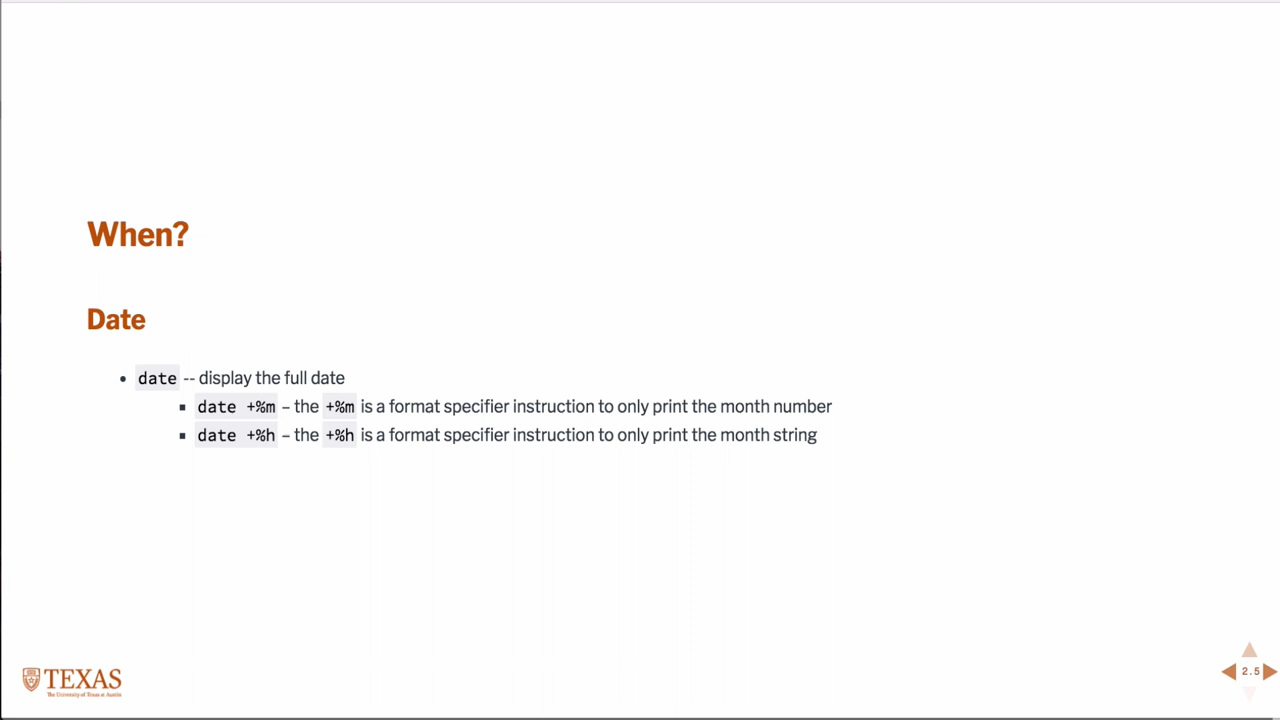 When?
Date
• date -- display the full date
▪ date +%m – the +%m is a format specifier instruction to only print the month number
▪ date +%h – the +%h is a format specifier instruction to only print the month string
TEXAS
The University of Texas at Austin
2.5